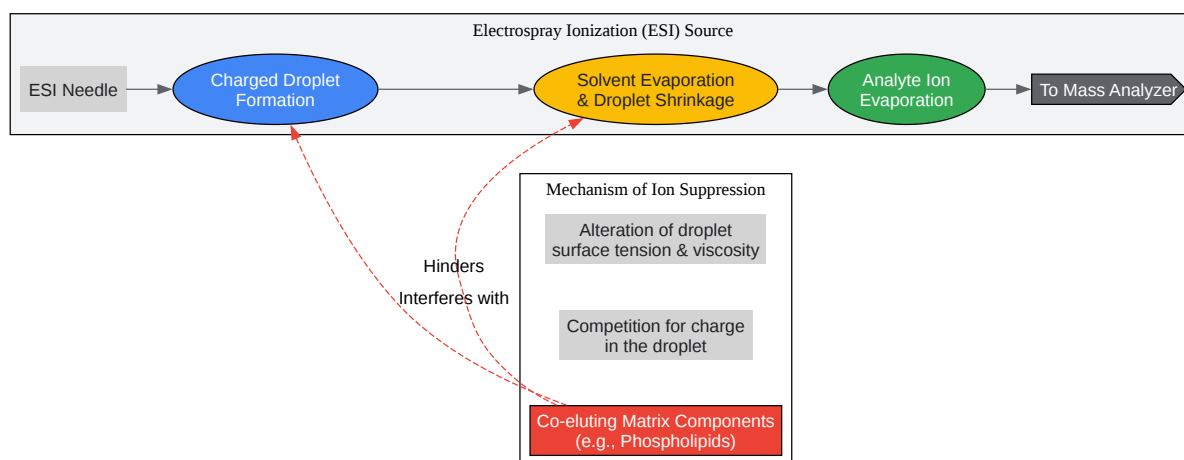 Electrospray Ionization (ESI) Source
ESI Needle
Charged Droplet
Formation
Solvent Evaporation
& Droplet Shrinkage
Analyte Ion
Evaporation
To Mass Analyzer
Mechanism of Ion Suppression
Alteration of droplet
surface tension & viscosity
Hinders
Interferes with
Competition for charge
in the droplet
Co-eluting Matrix Components
(e.g., Phospholipids)